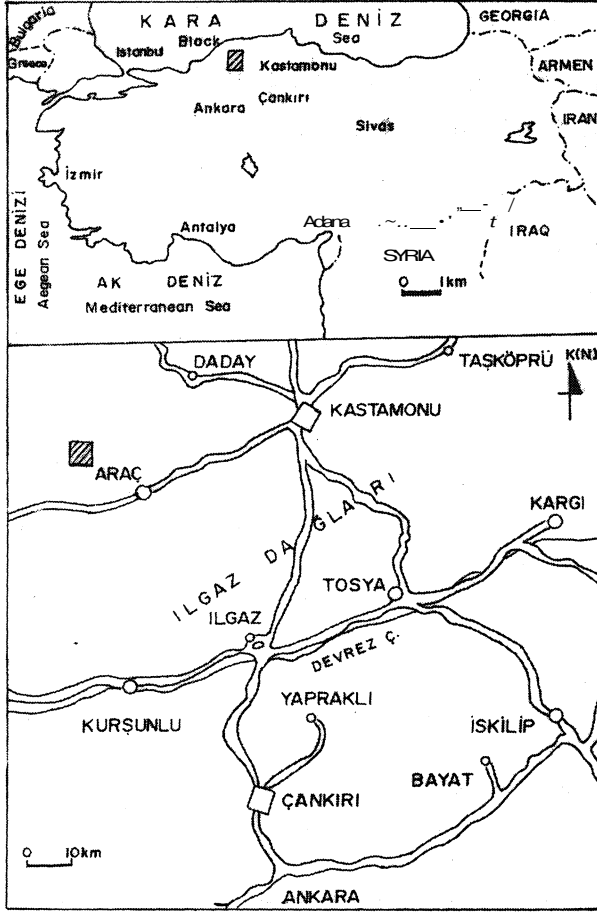 KARA DENİZ
Black Sea
Bulgaria
Greece
GEORGIA
Istanbul
Kastamonu
ARMEN
Ankara
Çankırı
Sivas
IRAN
İzmir
EGE DENİZİ
Aegean Sea
Antalya
Adana
IRAQ
SYRIA
AK DENİZ
Mediterranean Sea
0 1km
DADAY
TAŞKÖPRÜ
K(N)
KASTAMONU
ARAÇ
KARGI
ILGAZ DAĞLARI
TOSYA
ILGAZ
DEVREZ Ç.
YAPRAKLI
KURŞUNLU
İSKİLİP
BAYAT
ÇANKIRI
0 10km
ANKARA